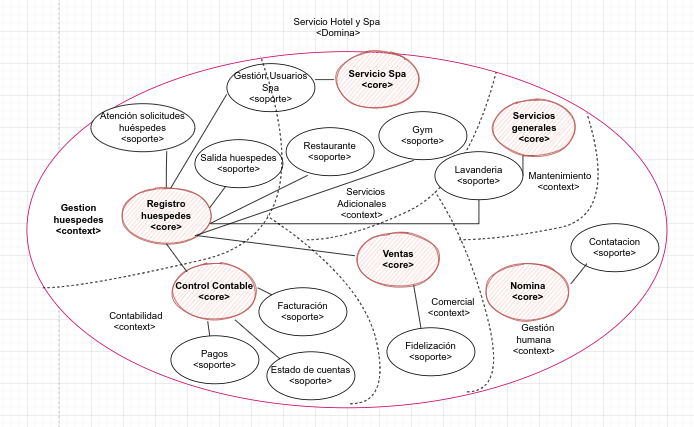 Servicio Hotel y Spa
<Domina>
Gestión Usuarios
Spa
<soporte>
Servicio Spa
<core>
Atención solicitudes
huéspedes
<soporte>
Servicios
generales
<core>
Gym
<soporte>
Restaurante
<soporte>
Salida huespedes
<soporte>
Lavanderia
<soporte>
Mantenimiento
<context>
Servicios
Adicionales
<context>
Gestion
huespedes
<context>
Registro
huespedes
<core>
Contatacion
<soporte>
Ventas
<core>
Control Contable
<core>
Nomina
<core>
Facturación
<soporte>
Comercial
<context>
Contabilidad
<context>
Gestión
humana
<context>
Fidelización
<soporte>
Pagos
<soporte>
Estado de cuentas
<soporte>